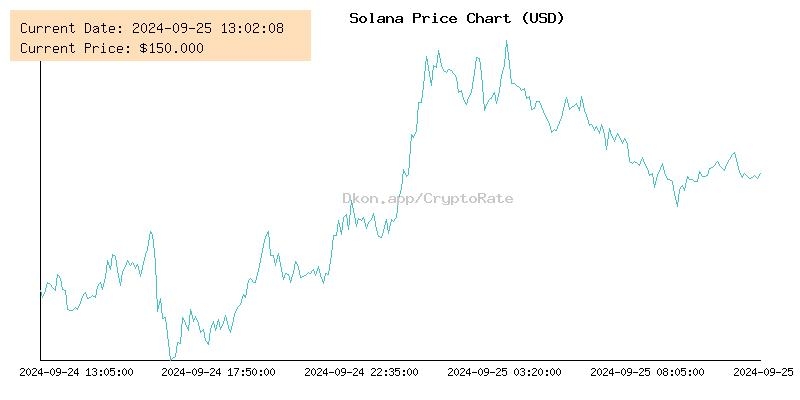 Solana Price Chart (USD)
Current Date: 2024-09-25 13:02:08
Current Price: $150.000
Dkon.app/CryptoRate
2024-09-24 13:05:00
2024-09-24 17:50:00
2024-09-24 22:35:00
2024-09-25 03:20:00
2024-09-25 08:05:00
2024-09-25